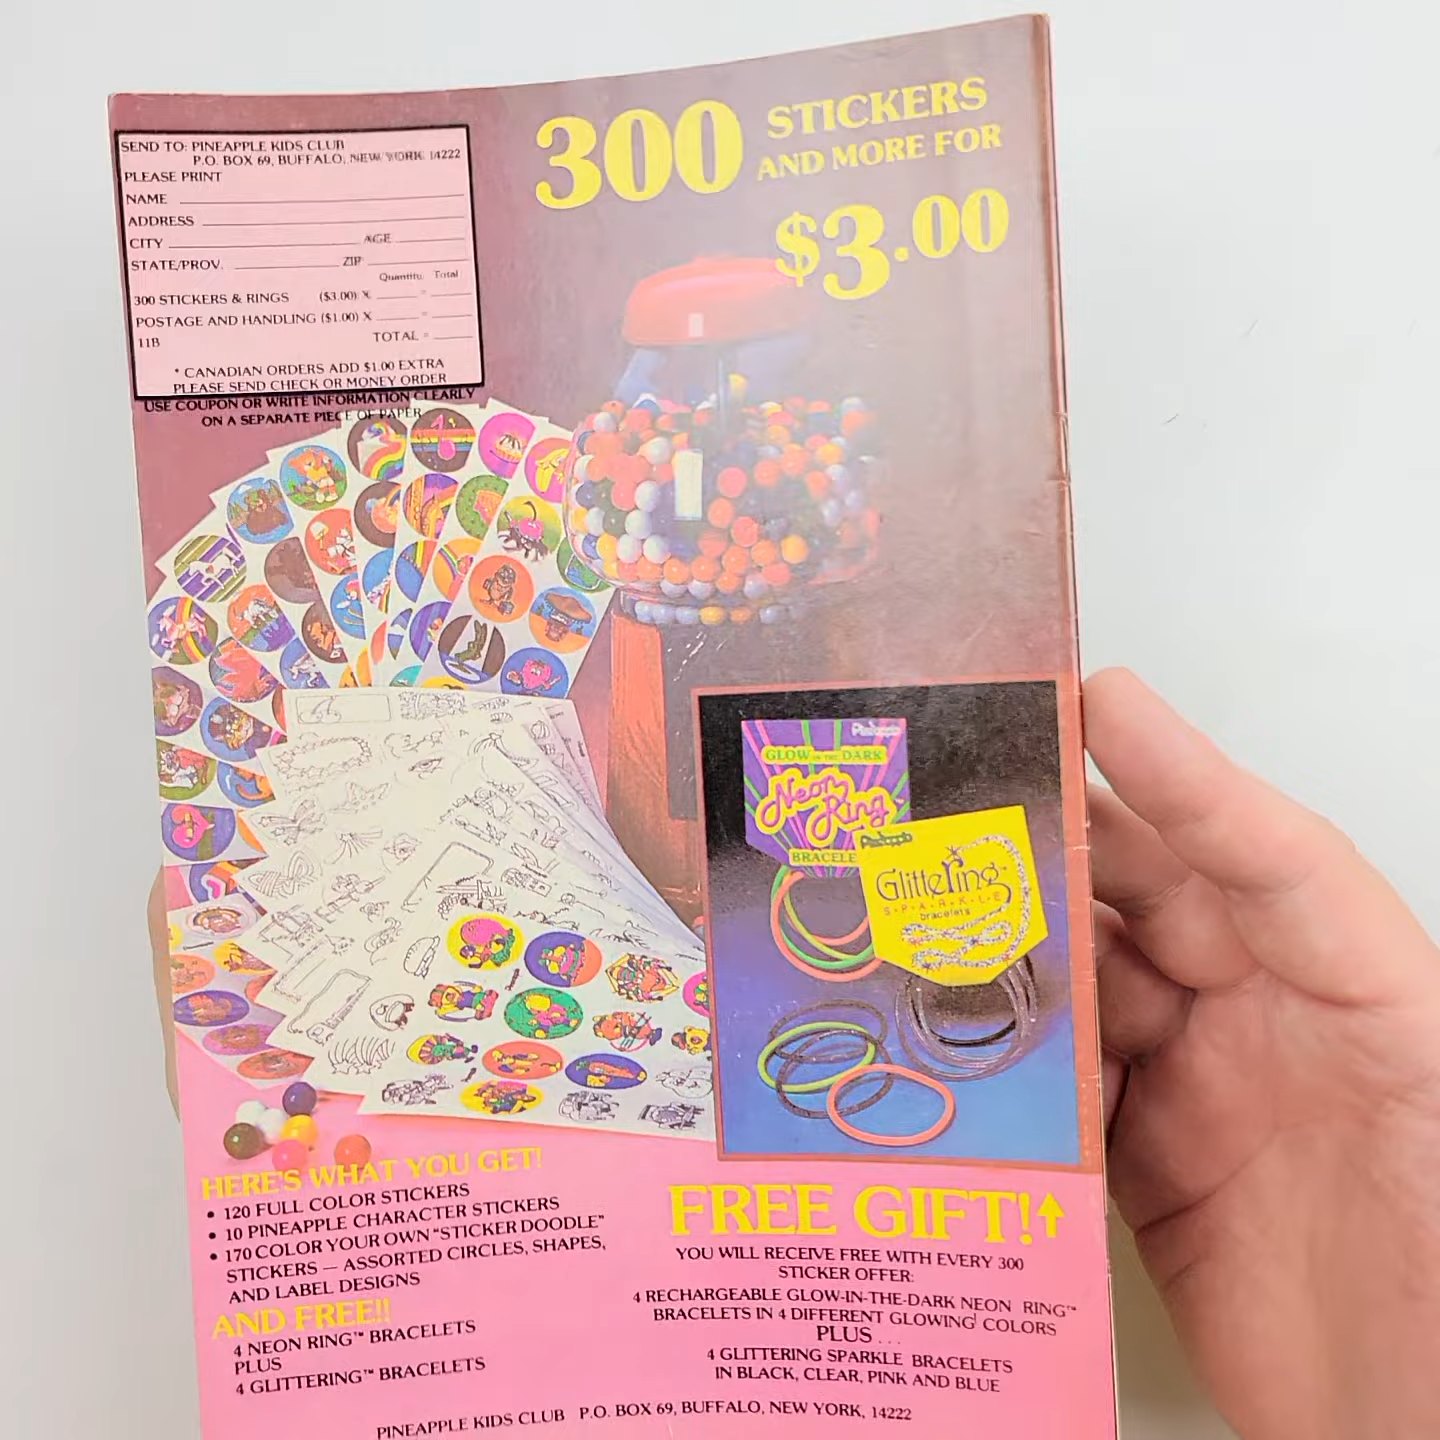 SEND TO: PINEAPPLE KIDS CLUB
P.O. BOX 69, BUFFALO, NEW YORK 14222
PLEASE PRINT
NAME
ADDRESS
CITY AGE
STATE/PROV. ZIP
Quantity Total
300 STICKERS & RINGS ($3.00) X =
POSTAGE AND HANDLING ($1.00) X =
11B TOTAL =
* CANADIAN ORDERS ADD $1.00 EXTRA
PLEASE SEND CHECK OR MONEY ORDER
USE COUPON OR WRITE INFORMATION CLEARLY
ON A SEPARATE PIECE OF PAPER
300 STICKERS
AND MORE FOR
$3.00
GLOW IN THE DARK
Neon
Ring
GlitteRing
S•P•A•R•K•L•E
bracelets
HERE'S WHAT YOU GET!
• 120 FULL COLOR STICKERS
• 10 PINEAPPLE CHARACTER STICKERS
• 170 COLOR YOUR OWN "STICKER DOODLE"
STICKERS — ASSORTED CIRCLES, SHAPES,
AND LABEL DESIGNS
AND FREE!!
4 NEON RING™ BRACELETS
PLUS
4 GLITTERING™ BRACELETS
FREE GIFT!↑
YOU WILL RECEIVE FREE WITH EVERY 300
STICKER OFFER:
4 RECHARGEABLE GLOW-IN-THE-DARK NEON RING™
BRACELETS IN 4 DIFFERENT GLOWING COLORS
PLUS . . .
4 GLITTERING SPARKLE BRACELETS
IN BLACK, CLEAR, PINK AND BLUE
PINEAPPLE KIDS CLUB P.O. BOX 69, BUFFALO, NEW YORK, 14222